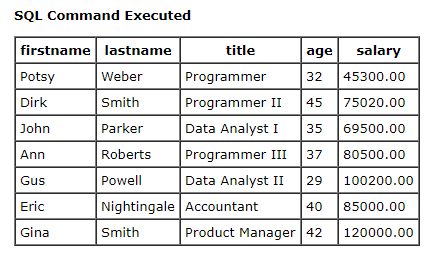 SQL Command Executed
firstname lastname title age salary
Potsy Weber Programmer 32 45300.00
Dirk Smith Programmer II 45 75020.00
John Parker Data Analyst I 35 69500.00
Ann Roberts Programmer III 37 80500.00
Gus Powell Data Analyst II 29 100200.00
Eric Nightingale Accountant 40 85000.00
Gina Smith Product Manager 42 120000.00